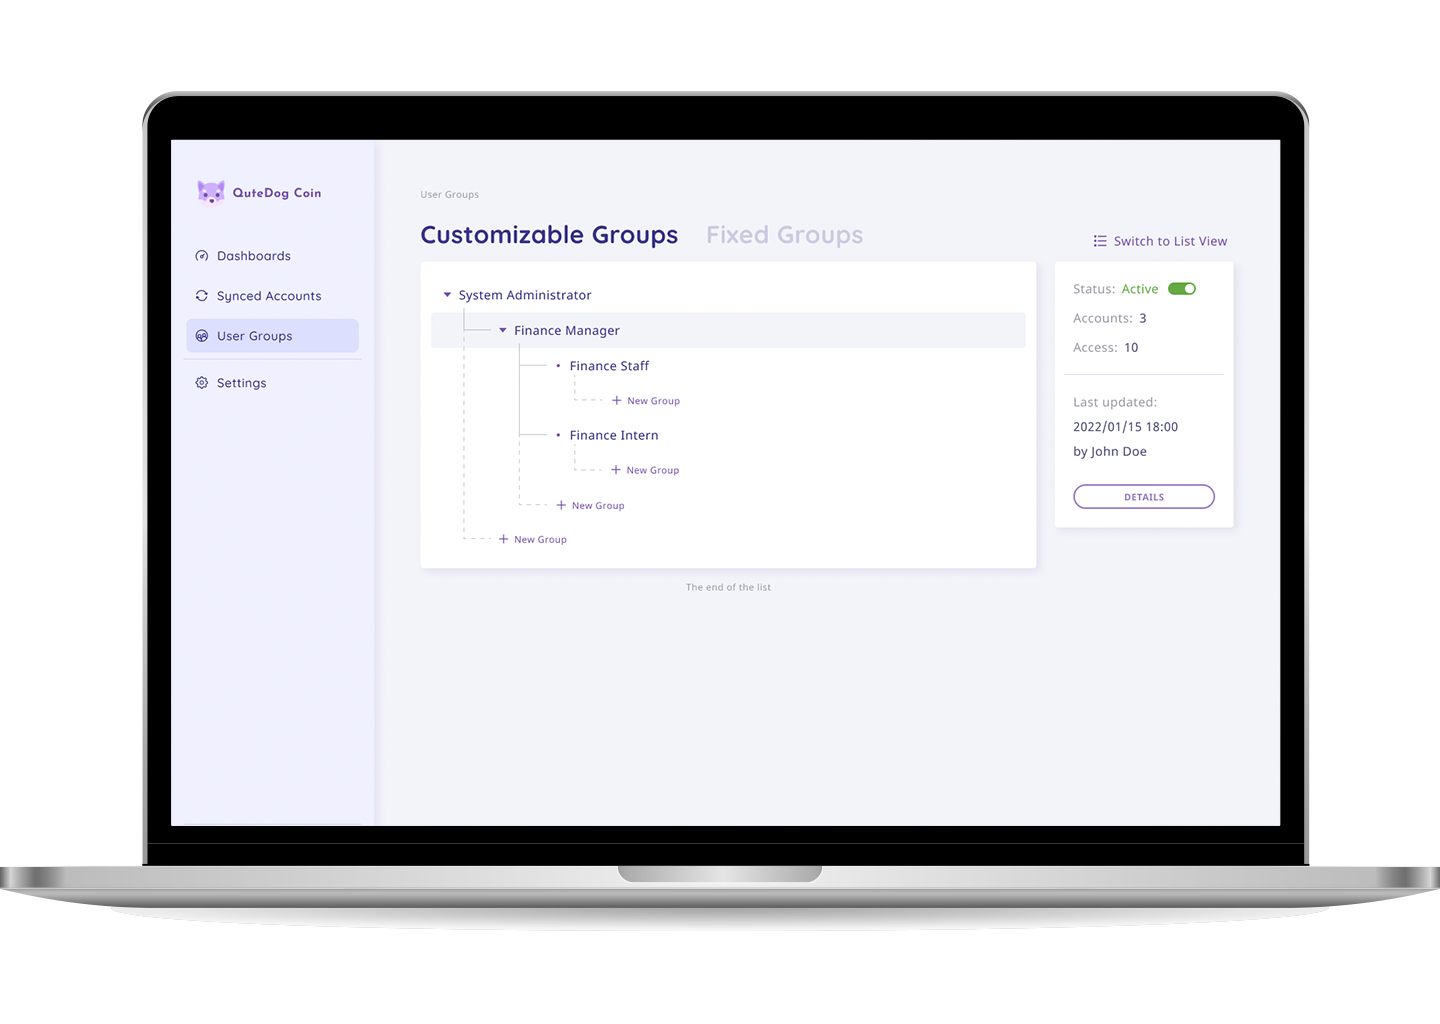 QuteDog Coin
Dashboards
Synced Accounts
User Groups
Settings
User Groups
Customizable Groups
Fixed Groups
Switch to List View
System Administrator
Finance Manager
Finance Staff
+ New Group
Finance Intern
+ New Group
+ New Group
+ New Group
The end of the list
Status: Active
Accounts: 3
Access: 10
Last updated:
2022/01/15 18:00
by John Doe
DETAILS